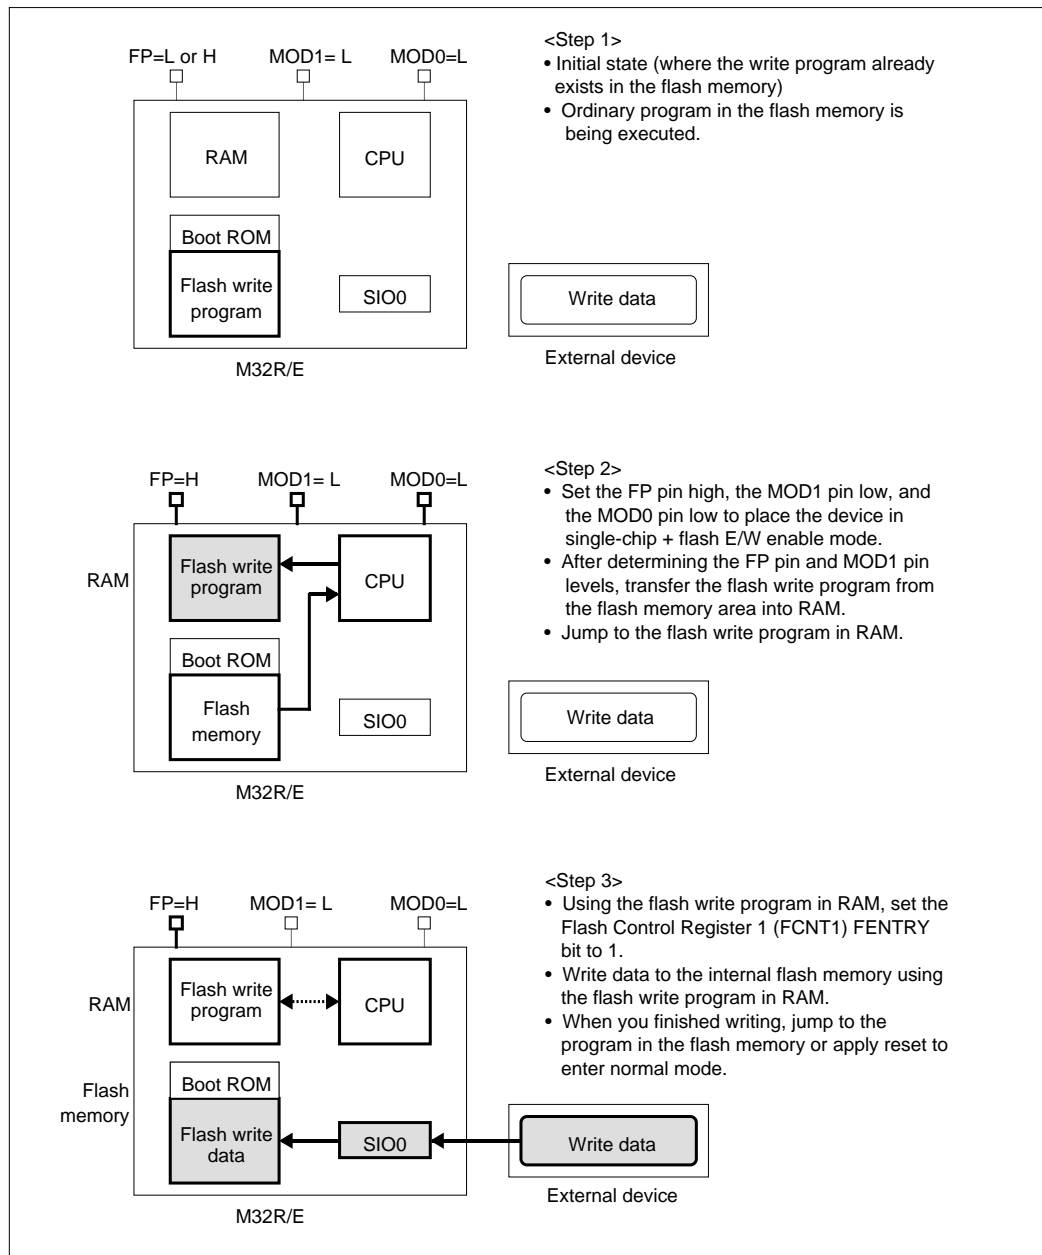 FP=L or H MOD1= L MOD0=L
RAM CPU
Boot ROM
Flash write
program
SIO0
M32R/E
Write data
External device
<Step 1>
• Initial state (where the write program already
exists in the flash memory)
• Ordinary program in the flash memory is
being executed.
FP=H MOD1= L MOD0=L
RAM
Flash write
program
CPU
Boot ROM
Flash
memory
SIO0
M32R/E
Write data
External device
<Step 2>
• Set the FP pin high, the MOD1 pin low, and
the MOD0 pin low to place the device in
single-chip + flash E/W enable mode.
• After determining the FP pin and MOD1 pin
levels, transfer the flash write program from
the flash memory area into RAM.
• Jump to the flash write program in RAM.
FP=H MOD1= L MOD0=L
RAM
Flash write
program
CPU
Flash
memory
Boot ROM
Flash write
data
SIO0
M32R/E
Write data
External device
<Step 3>
• Using the flash write program in RAM, set the
Flash Control Register 1 (FCNT1) FENTRY
bit to 1.
• Write data to the internal flash memory using
the flash write program in RAM.
• When you finished writing, jump to the
program in the flash memory or apply reset to
enter normal mode.